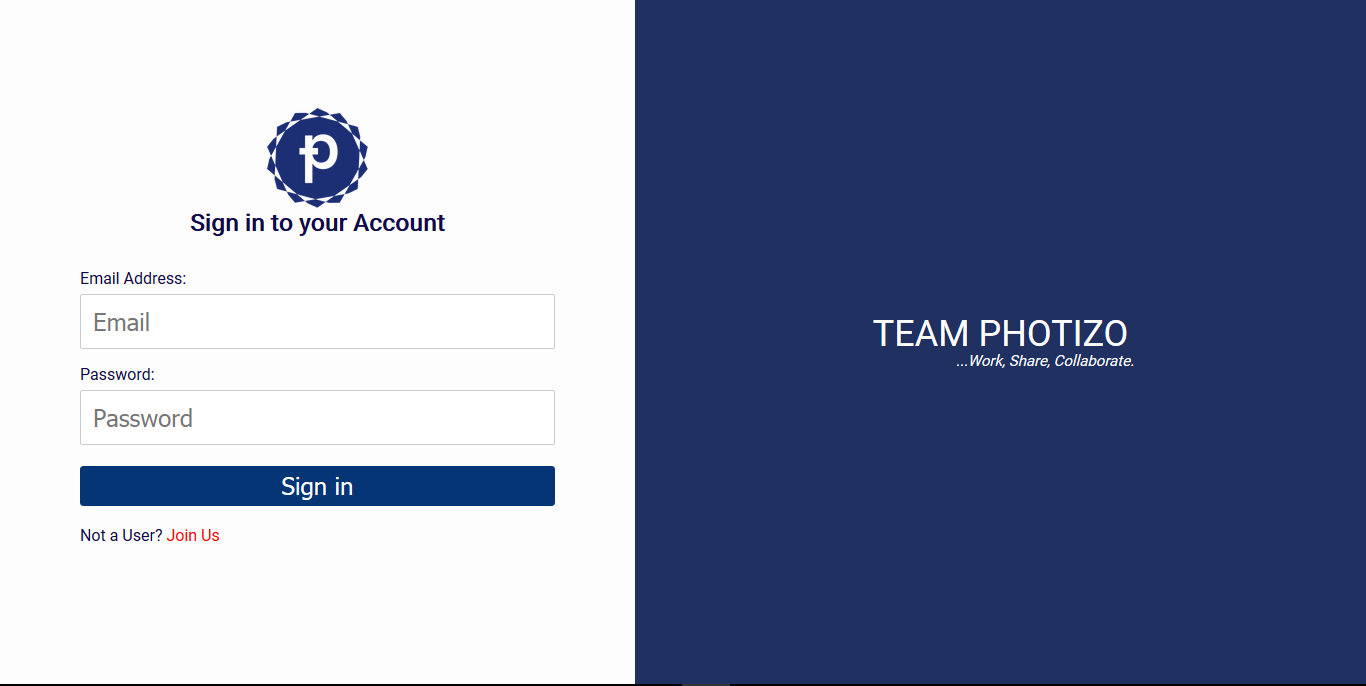 p
Sign in to your Account
Email Address:
Email
Password:
Password
Sign in
Not a User? Join Us
TEAM PHOTIZO
...Work, Share, Collaborate.